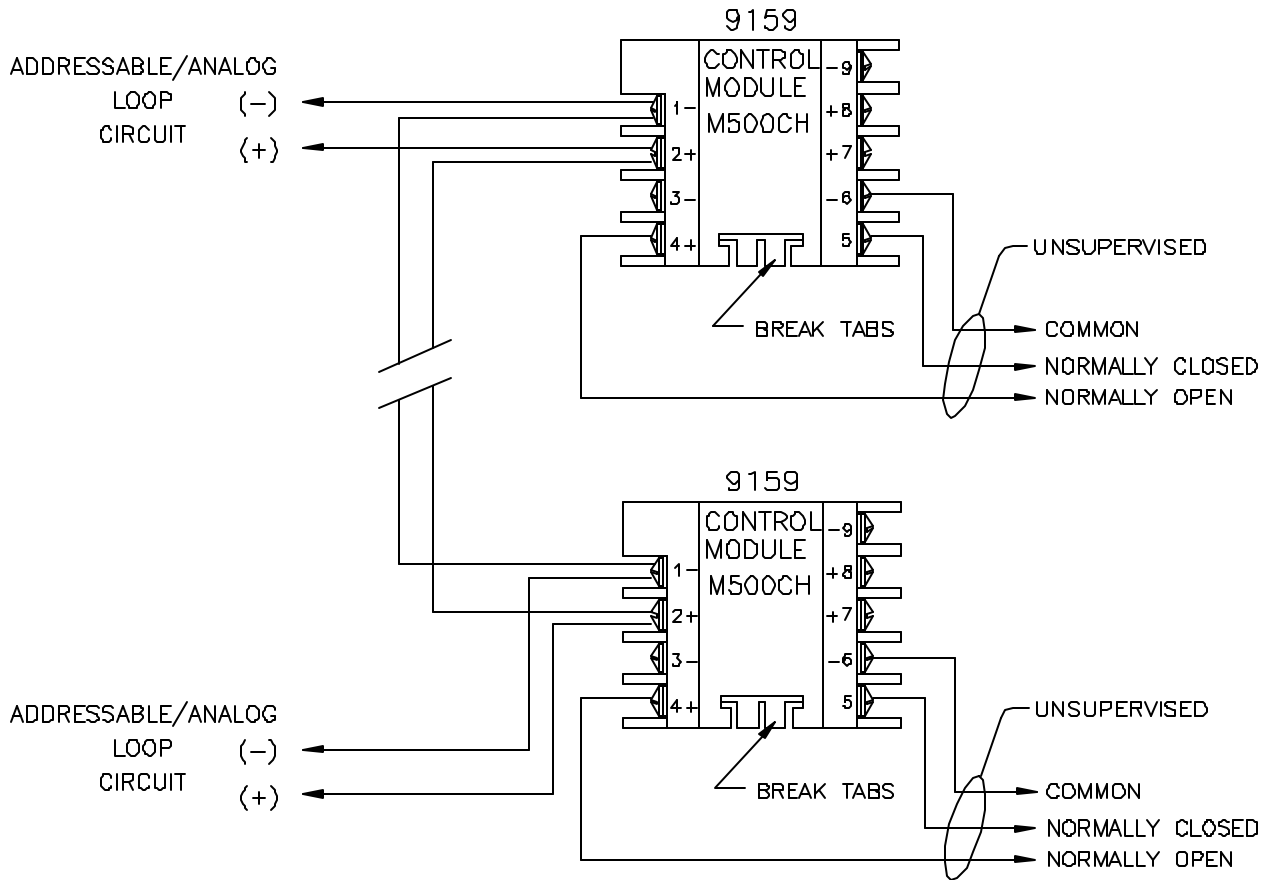 9159
ADDRESSABLE/ANALOG
LOOP (-)
CIRCUIT (+)
CONTROL
MODULE
M500CH
1-
2+
3-
4+
-9
+8
+7
-6
5
UNSUPERVISED
BREAK TABS
COMMON
NORMALLY CLOSED
NORMALLY OPEN
9159
CONTROL
MODULE
M500CH
1-
2+
3-
4+
-9
+8
+7
-6
5
ADDRESSABLE/ANALOG
LOOP (-)
CIRCUIT (+)
UNSUPERVISED
BREAK TABS
COMMON
NORMALLY CLOSED
NORMALLY OPEN